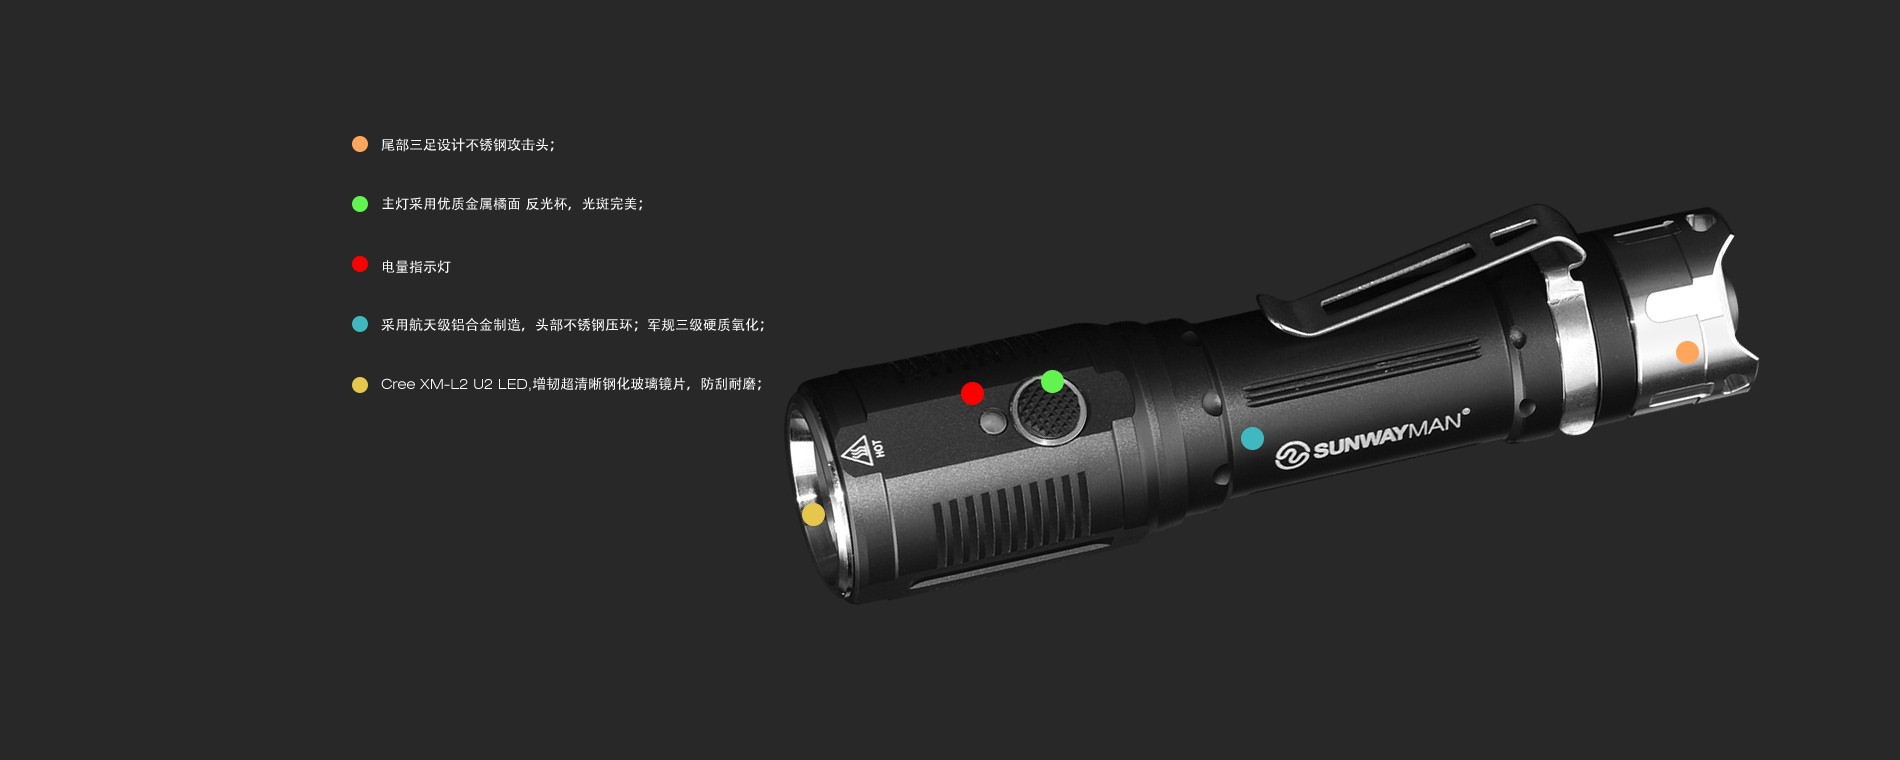 尾部三足设计不锈钢攻击头；
主灯采用优质金属橘面 反光杯，光斑完美；
电量指示灯
采用航天级铝合金制造，头部不锈钢压环；军规三级硬质氧化；
Cree XM-L2 U2 LED,增韧超清晰钢化玻璃镜片，防刮耐磨；
HOT
SUNWAYMAN®